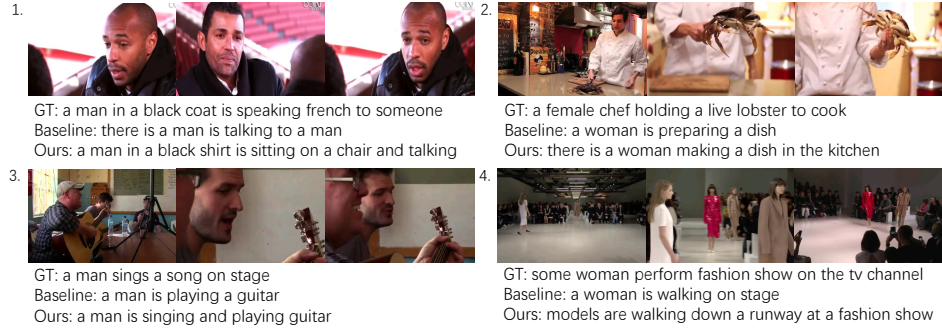 1.
GT: a man in a black coat is speaking french to someone
Baseline: there is a man is talking to a man
Ours: a man in a black shirt is sitting on a chair and talking
2.
GT: a female chef holding a live lobster to cook
Baseline: a woman is preparing a dish
Ours: there is a woman making a dish in the kitchen
3.
GT: a man sings a song on stage
Baseline: a man is playing a guitar
Ours: a man is singing and playing guitar
4.
GT: some woman perform fashion show on the tv channel
Baseline: a woman is walking on stage
Ours: models are walking down a runway at a fashion show